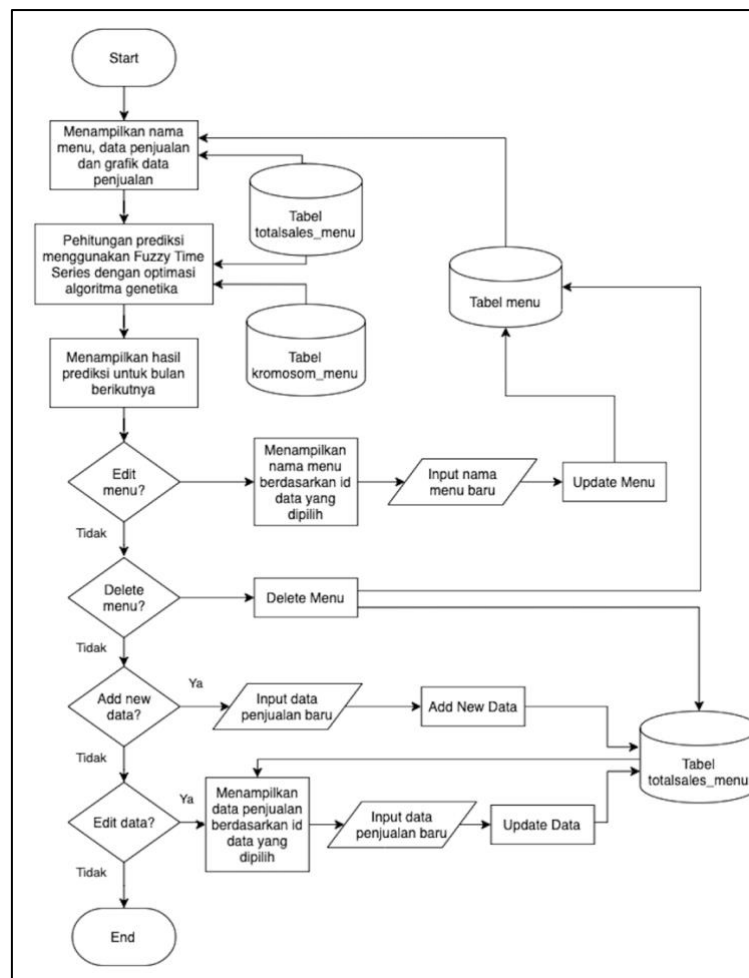 Start
Menampilkan nama
menu, data penjualan
dan grafik data
penjualan
Tabel
totalsales_menu
Pehitungan prediksi
menggunakan Fuzzy Time
Series dengan optimasi
algoritma genetika
Tabel menu
Tabel
kromosom_menu
Menampilkan hasil
prediksi untuk bulan
berikutnya
Edit
menu?
Menampilkan
nama menu
berdasarkan id
data yang
dipilih
Input nama
menu baru
Update Menu
Tidak
Delete
menu?
Delete Menu
Tidak
Add new
data?
Ya
Input data
penjualan baru
Add New Data
Tabel
totalsales_menu
Tidak
Edit data?
Ya
Menampilkan
data penjualan
berdasarkan id
data yang
dipilih
Input data
penjualan baru
Update Data
Tidak
End